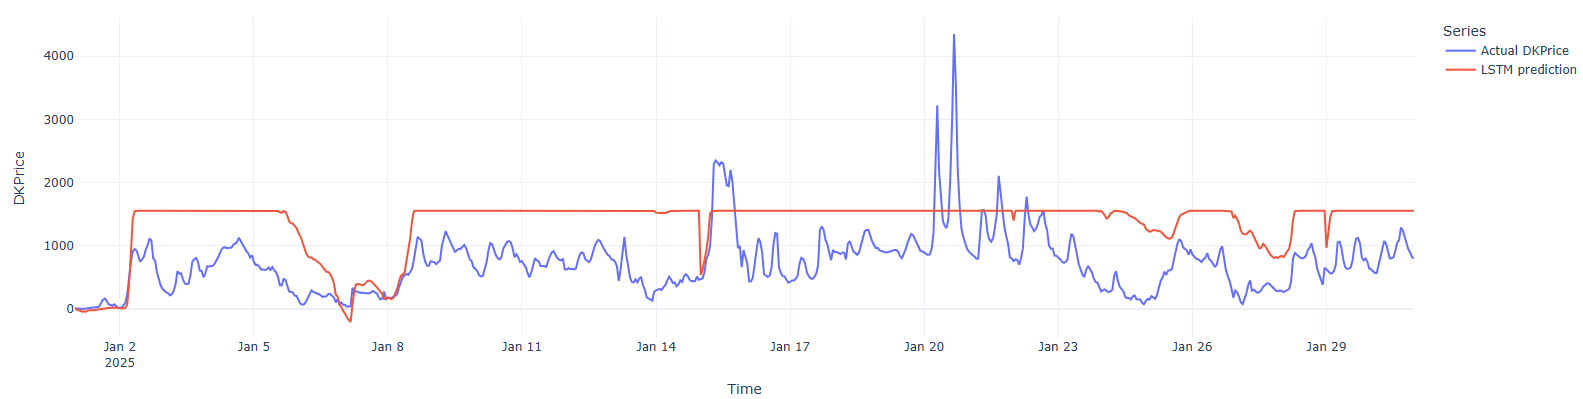 Series
Actual DKPrice
LSTM prediction
DKPrice
4000
3000
2000
1000
0
Jan 2
2025
Jan 5
Jan 8
Jan 11
Jan 14
Jan 17
Jan 20
Jan 23
Jan 26
Jan 29
Time